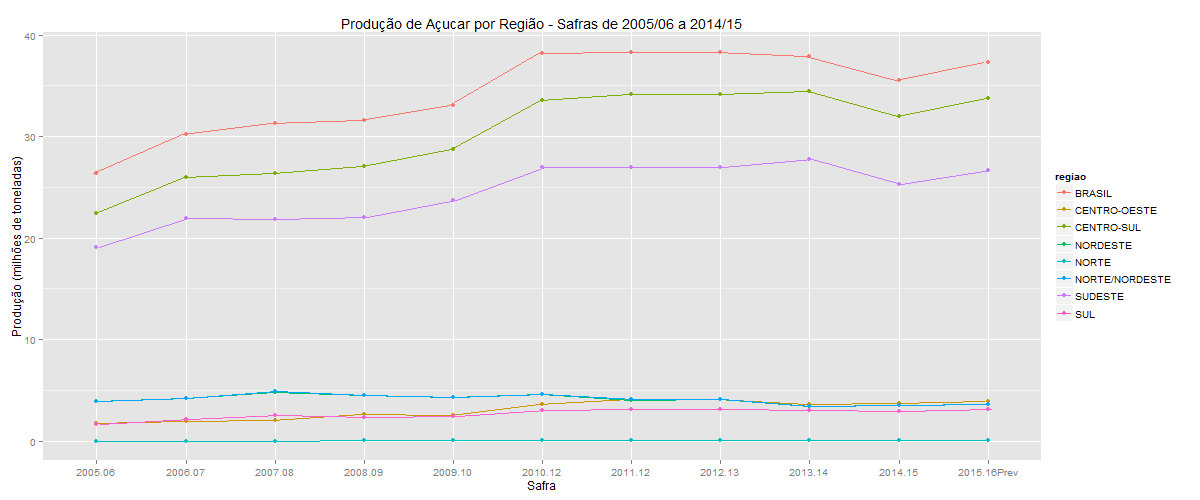 Produção de Açucar por Região - Safras de 2005/06 a 2014/15
Produção (milhões de toneladas)
40
30
20
10
0
2005.06 2006.07 2007.08 2008.09 2009.10 2010.12 2011.12 2012.13 2013.14 2014.15 2015.16Prev
Safra
regiao
BRASIL
CENTRO-OESTE
CENTRO-SUL
NORDESTE
NORTE
NORTE/NORDESTE
SUDESTE
SUL